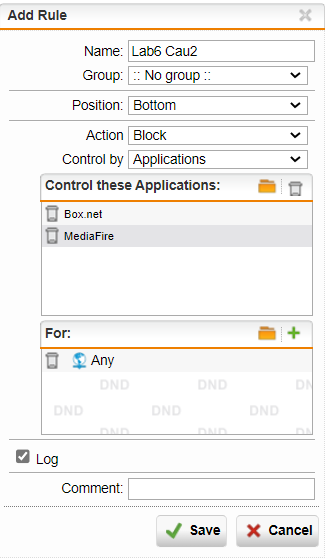 Add Rule
Name: Lab6 Cau2
Group: :: No group ::
Position: Bottom
Action Block
Control by Applications
Control these Applications:
Box.net
MediaFire
For:
Any
DND DND DND
DND DND DND
DND DND DND
Log
Comment:
Save Cancel